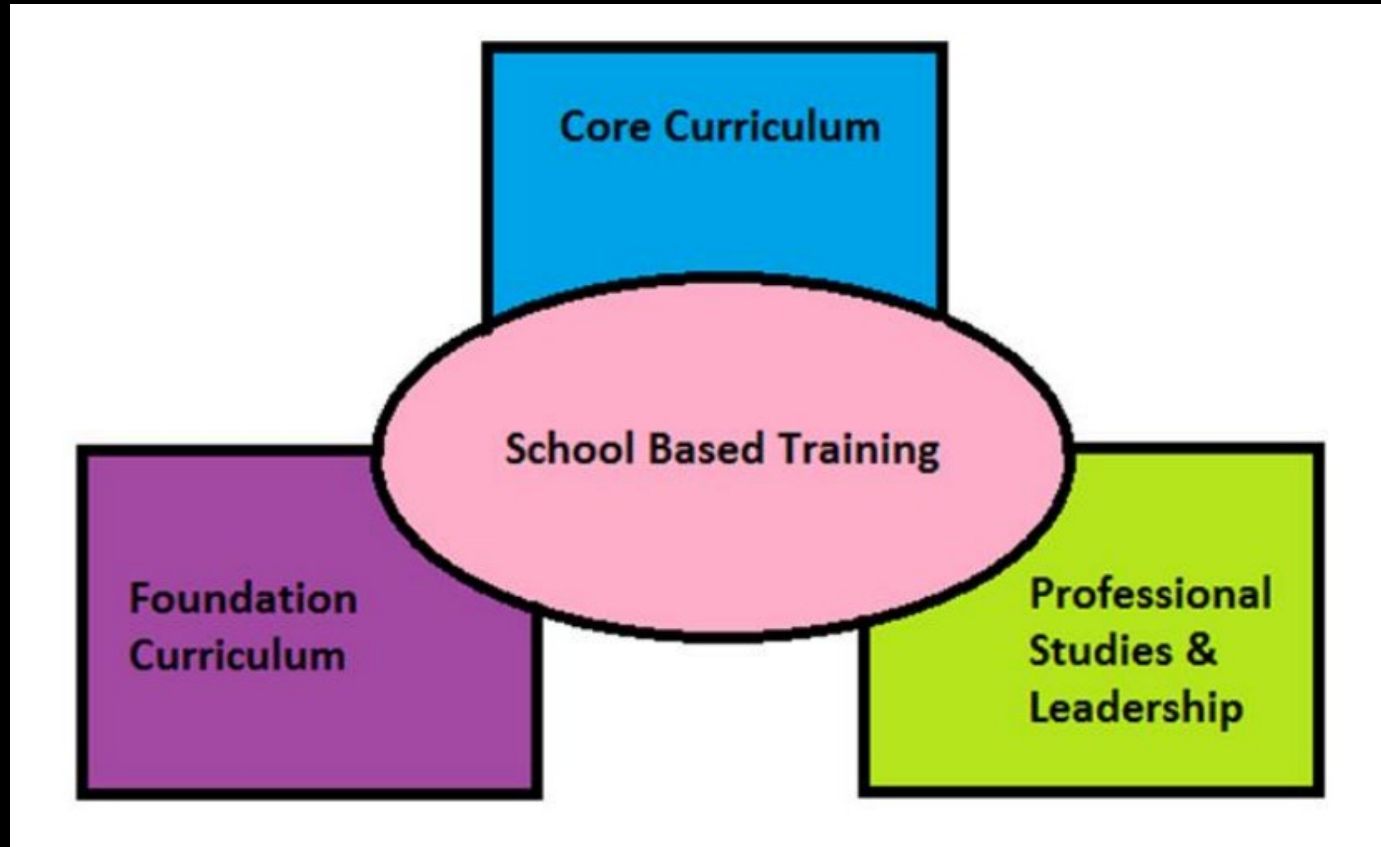 Core Curriculum
School Based Training
Foundation
Curriculum
Professional
Studies &
Leadership